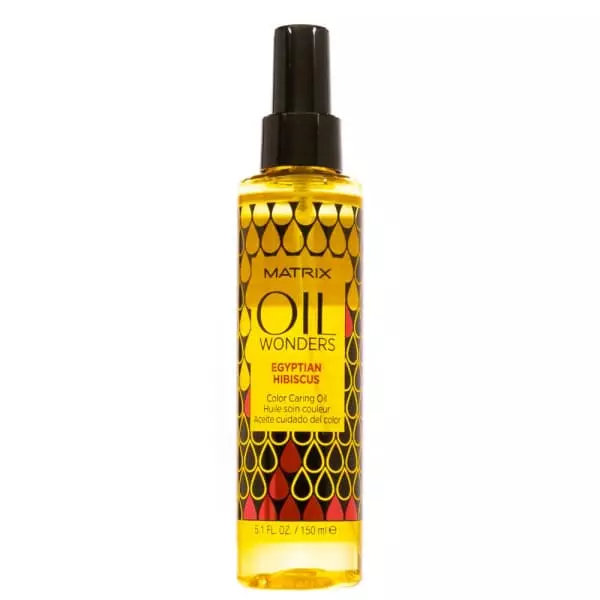 MATRIX
OIL
WONDERS
EGYPTIAN
HIBISCUS
Color Caring Oil
Huile soin couleur
Aceite cuidado del color
5.1 FL. OZ. / 150 ml ℮